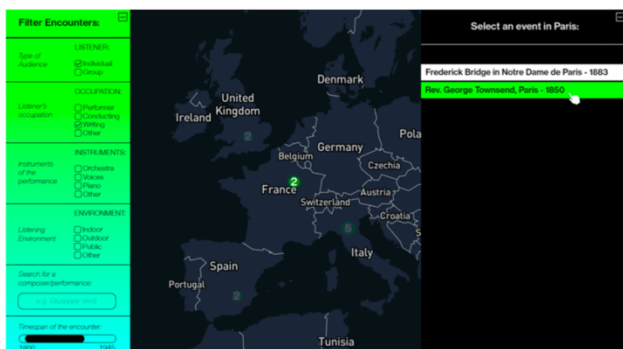 Filter Encounters:
Type of
Audience
LISTENER:
Individual
Group
Listener's
occupation
OCCUPATION:
Performer
Conducting
Writing
Other
Instruments
of the
performance
INSTRUMENTS:
Orchestra
Voices
Piano
Other
Listening
Environment
ENVIRONMENT:
Indoor
Outdoor
Public
Other
Search for a
composer/performance:
e.g. Giuseppe Verdi
Timespan of the encounter:
1800 1945
Denmark
United
Kingdom
Ireland
2
Pola
Germany
Belgium
Czechia
2
France
Austria
Switzerland
Croatia
5
S
Italy
Spain
Portugal
2
Tunisia
Select an event in Paris:
Frederick Bridge in Notre Dame de Paris - 1883
Rev. George Townsend, Paris - 1850